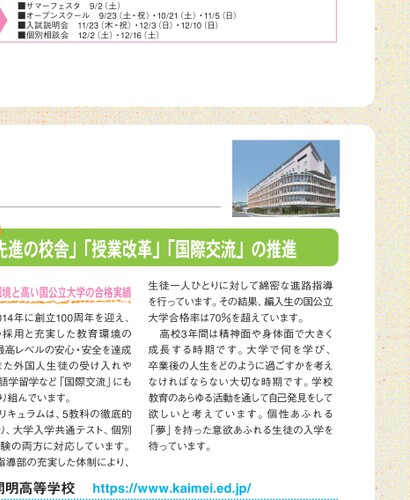 ■サマーフェスタ 9/2(土)
■オープンスクール 9/23(土・祝)・10/21(土)・11/5(日)
■入試説明会 11/23(木・祝)・12/3(日)・12/10(日)
■個別相談会 12/2(土)・12/16(土)
先進の校舎」「授業改革」「国際交流」の推進
環境と高い国公立大学の合格実績
014年に創立100周年を迎え、
採用と充実した教育環境の
最高レベルの安心・安全を達成
また外国人生徒の受け入れや
語学留学など「国際交流」にも
り組んでいます。
リキュラムは、5教科の徹底的
り、大学入学共通テスト、個別
験の両方に対応しています。
指導部の充実した体制により、
生徒一人ひとりに対して綿密な進路指導
を行っています。その結果、編入生の国公立
大学合格率は70%を超えています。
高校3年間は精神面や身体面で大きく
成長する時期です。大学で何を学び、
卒業後の人生をどのように過ごすかを考え
なければならない大切な時期です。学校
教育のあらゆる活動を通して自己発見をして
欲しいと考えています。個性あふれる
「夢」を持った意欲あふれる生徒の入学を
待っています。
開明高等学校 https://www.kaimei.ed.jp/